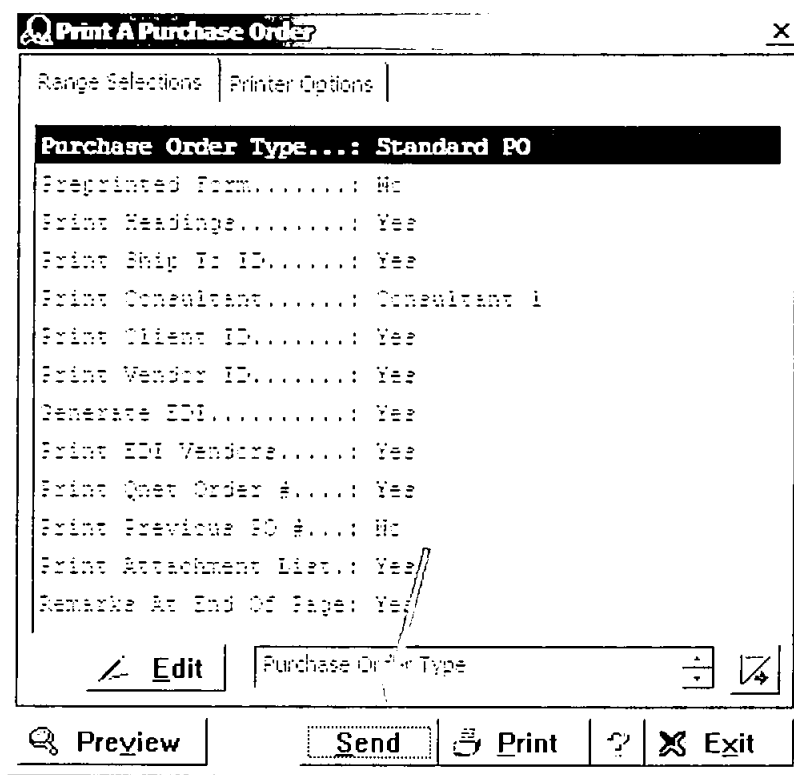 Print A Purchase Order
Range Selections
Printer Options
Purchase Order Type...: Standard PO
Preprinted Form.......: No
Print Headings........: Yes
Print Ship To ID......: Yes
Print Consultant......: Consultant 1
Print Client ID.......: Yes
Print Vendor ID.......: Yes
Generate EDI..........: Yes
Print EDI Vendors.....: Yes
Print Qnet Order #....: Yes
Print Previous PO #...: No
Print Attachment List.: Yes
Remarks At End Of Page: Yes
Edit
Purchase Order Type
Preview
Send
Print
?
Exit